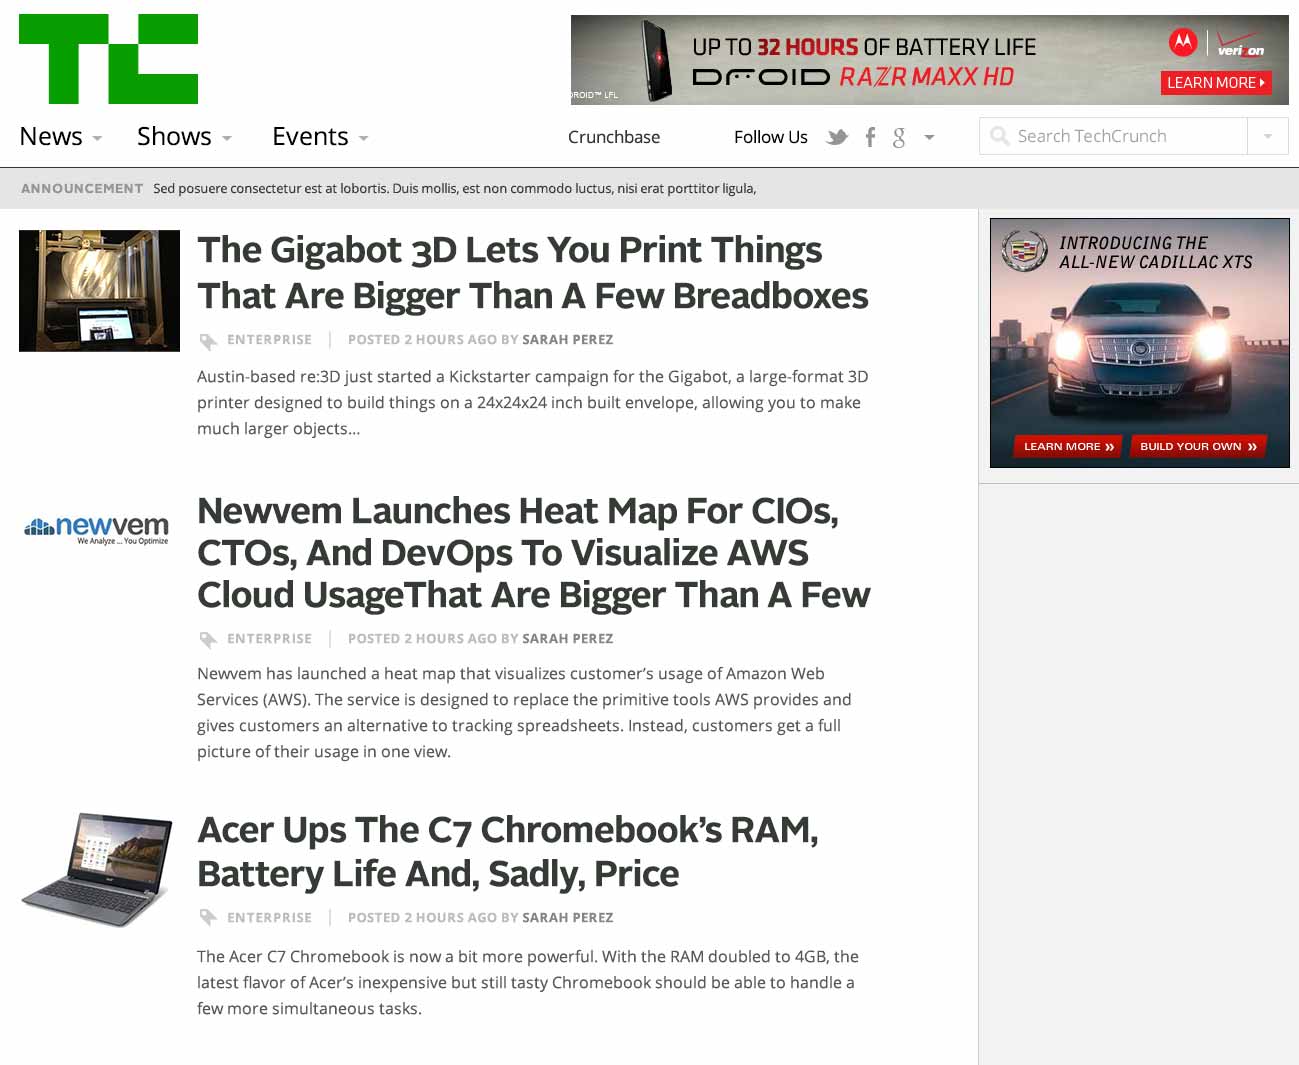 TC
UP TO 32 HOURS OF BATTERY LIFE
DROID RAZR MAXX HD
DROID™ LFL
verizon
LEARN MORE
News
Shows
Events
Crunchbase
Follow Us
Search TechCrunch
ANNOUNCEMENT Sed posuere consectetur est at lobortis. Duis mollis, est non commodo luctus, nisi erat porttitor ligula,
The Gigabot 3D Lets You Print Things
That Are Bigger Than A Few Breadboxes
ENTERPRISE | POSTED 2 HOURS AGO BY SARAH PEREZ
Austin-based re:3D just started a Kickstarter campaign for the Gigabot, a large-format 3D
printer designed to build things on a 24x24x24 inch built envelope, allowing you to make
much larger objects...
INTRODUCING THE
ALL-NEW CADILLAC XTS
LEARN MORE »
BUILD YOUR OWN »
newvem
We Analyze ... You Optimize
Newvem Launches Heat Map For CIOs,
CTOs, And DevOps To Visualize AWS
Cloud UsageThat Are Bigger Than A Few
ENTERPRISE | POSTED 2 HOURS AGO BY SARAH PEREZ
Newvem has launched a heat map that visualizes customer’s usage of Amazon Web
Services (AWS). The service is designed to replace the primitive tools AWS provides and
gives customers an alternative to tracking spreadsheets. Instead, customers get a full
picture of their usage in one view.
Acer Ups The C7 Chromebook’s RAM,
Battery Life And, Sadly, Price
ENTERPRISE | POSTED 2 HOURS AGO BY SARAH PEREZ
The Acer C7 Chromebook is now a bit more powerful. With the RAM doubled to 4GB, the
latest flavor of Acer’s inexpensive but still tasty Chromebook should be able to handle a
few more simultaneous tasks.